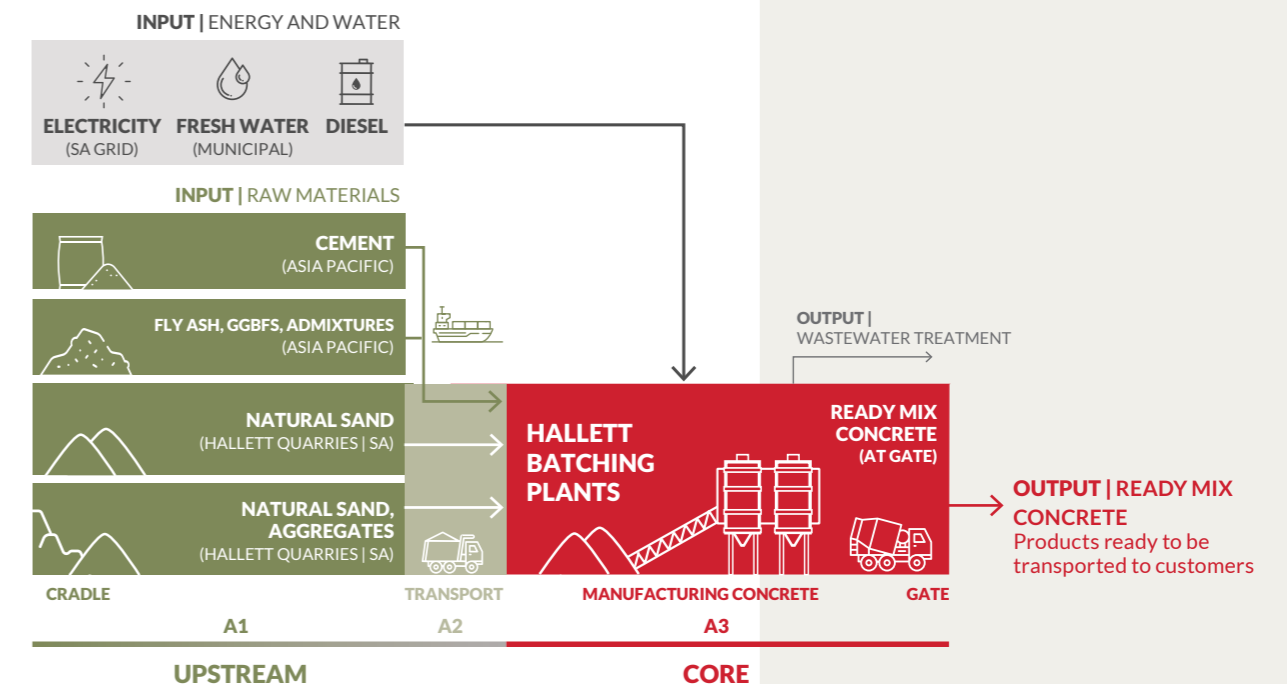 INPUT | ENERGY AND WATER
ELECTRICITY
(SA GRID)
FRESH WATER
(MUNICIPAL)
DIESEL
INPUT | RAW MATERIALS
CEMENT
(ASIA PACIFIC)
FLY ASH, GGBFS, ADMIXTURES
(ASIA PACIFIC)
NATURAL SAND
(HALLETT QUARRIES | SA)
NATURAL SAND,
AGGREGATES
(HALLETT QUARRIES | SA)
HALLETT
BATCHING
PLANTS
READY MIX
CONCRETE
(AT GATE)
OUTPUT |
WASTEWATER TREATMENT
OUTPUT | READY MIX
CONCRETE
Products ready to be
transported to customers
CRADLE
TRANSPORT
MANUFACTURING CONCRETE
GATE
A1
A2
A3
UPSTREAM
CORE